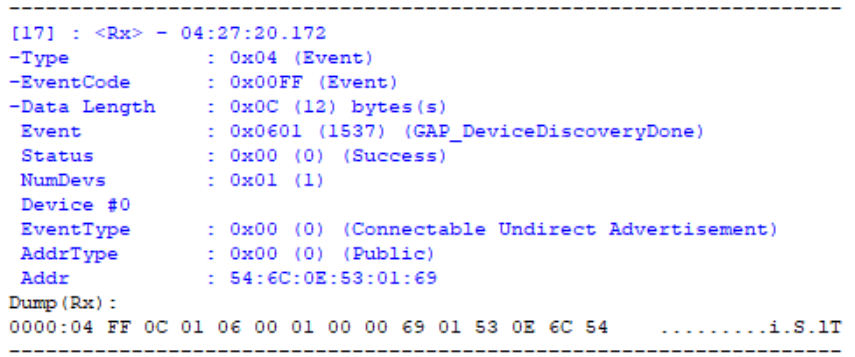 ----------------------------------------------------------------------
[17] : <Rx> - 04:27:20.172
-Type           : 0x04 (Event)
-EventCode      : 0x00FF (Event)
-Data Length    : 0x0C (12) bytes(s)
 Event          : 0x0601 (1537) (GAP_DeviceDiscoveryDone)
 Status         : 0x00 (0) (Success)
 NumDevs        : 0x01 (1)
 Device #0
 EventType      : 0x00 (0) (Connectable Undirect Advertisement)
 AddrType       : 0x00 (0) (Public)
 Addr           : 54:6C:0E:53:01:69
Dump(Rx):
0000:04 FF 0C 01 06 00 01 00 00 69 01 53 0E 6C 54    .........i.S.lT
----------------------------------------------------------------------